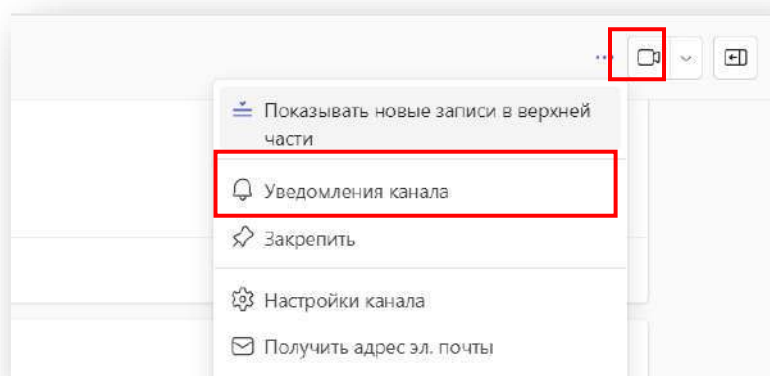 Показывать новые записи в верхней
части
Уведомления канала
Закрепить
Настройки канала
Получить адрес эл. почты